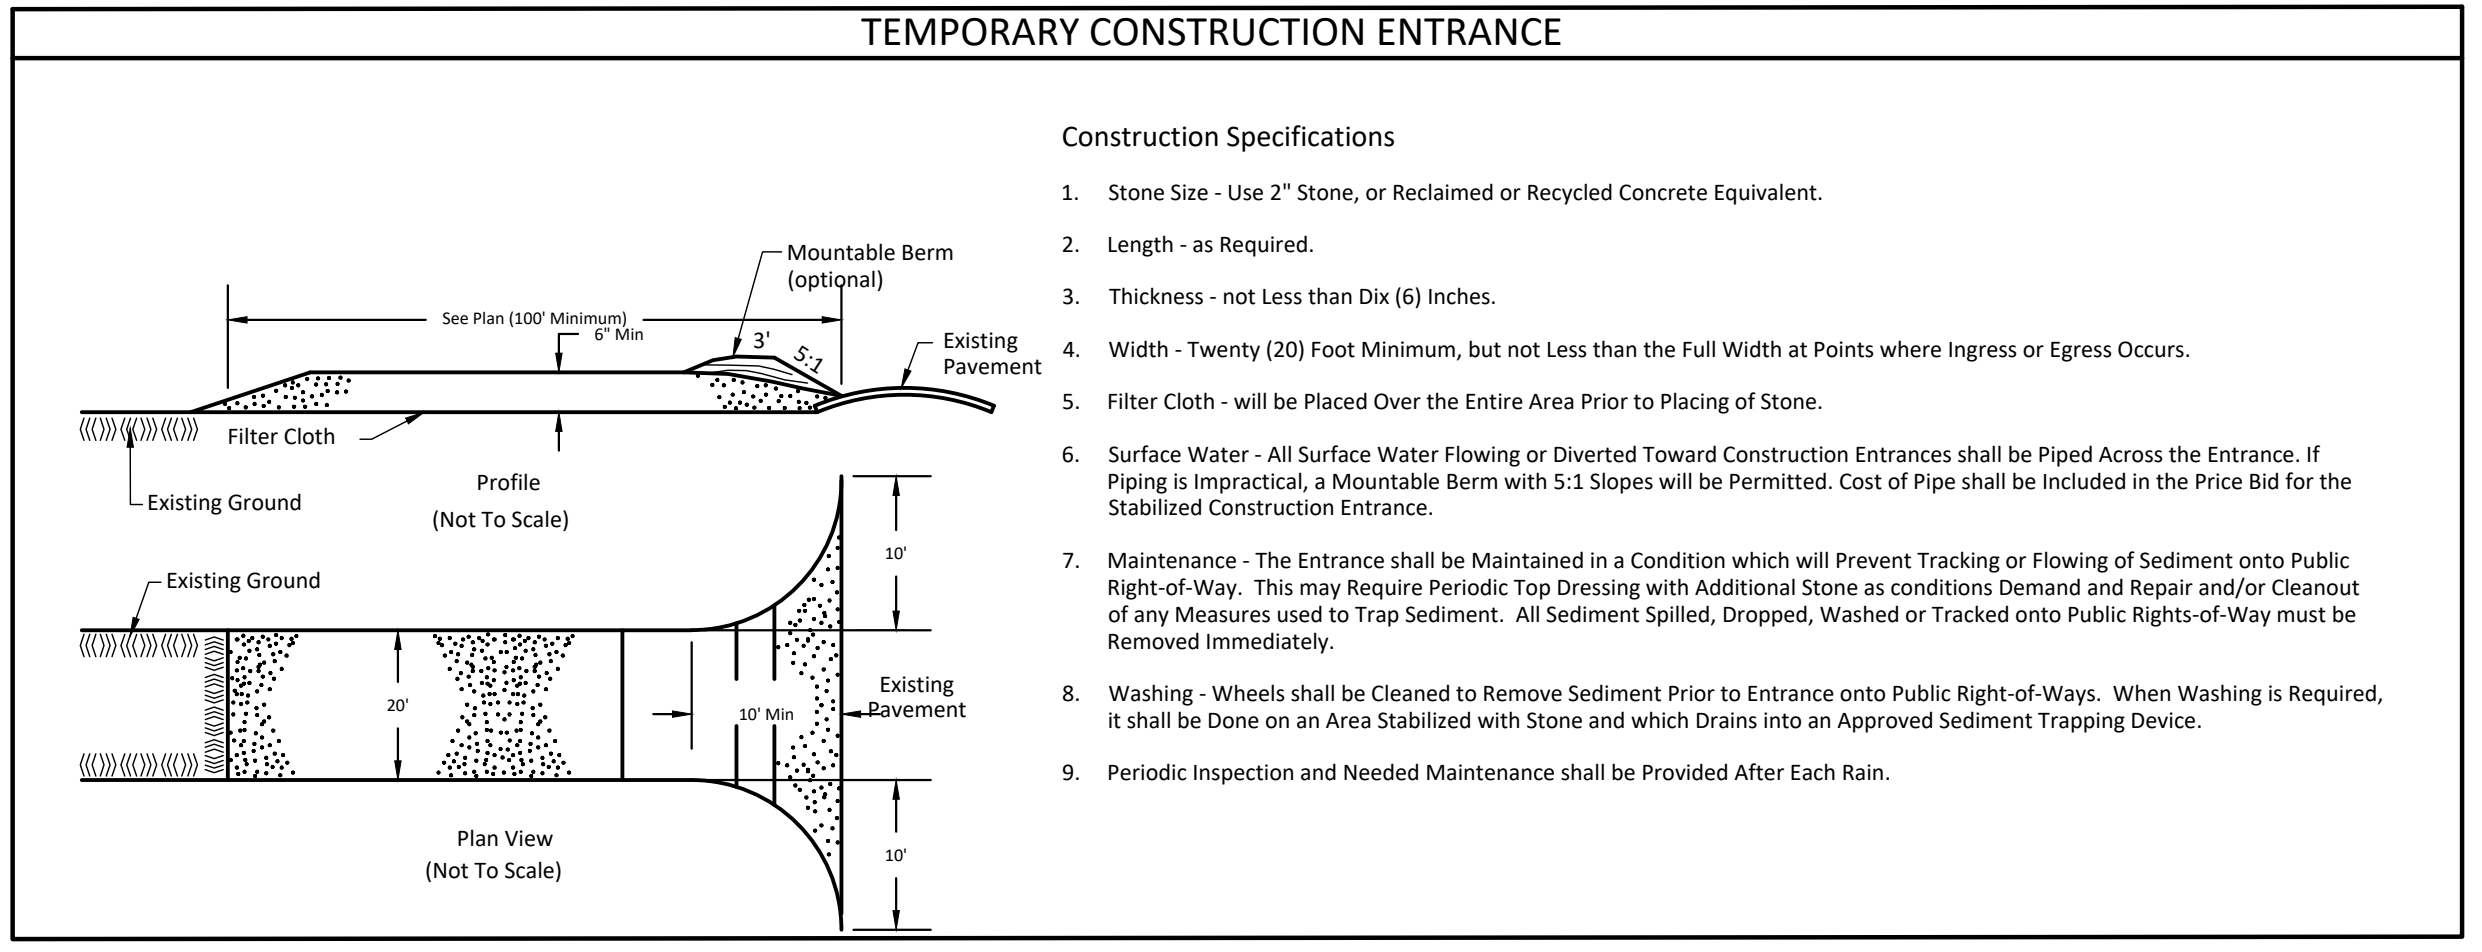 TEMPORARY CONSTRUCTION ENTRANCE
Mountable Berm
(optional)
See Plan (100' Minimum)
6" Min
3'
5:1
Existing
Pavement
Filter Cloth
Existing Ground
Profile
(Not To Scale)
Existing Ground
10'
20'
10' Min
Existing
Pavement
10'
Plan View
(Not To Scale)
Construction Specifications
1. Stone Size - Use 2" Stone, or Reclaimed or Recycled Concrete Equivalent.
2. Length - as Required.
3. Thickness - not Less than Dix (6) Inches.
4. Width - Twenty (20) Foot Minimum, but not Less than the Full Width at Points where Ingress or Egress Occurs.
5. Filter Cloth - will be Placed Over the Entire Area Prior to Placing of Stone.
6. Surface Water - All Surface Water Flowing or Diverted Toward Construction Entrances shall be Piped Across the Entrance. If
Piping is Impractical, a Mountable Berm with 5:1 Slopes will be Permitted. Cost of Pipe shall be Included in the Price Bid for the
Stabilized Construction Entrance.
7. Maintenance - The Entrance shall be Maintained in a Condition which will Prevent Tracking or Flowing of Sediment onto Public
Right-of-Way. This may Require Periodic Top Dressing with Additional Stone as conditions Demand and Repair and/or Cleanout
of any Measures used to Trap Sediment. All Sediment Spilled, Dropped, Washed or Tracked onto Public Rights-of-Way must be
Removed Immediately.
8. Washing - Wheels shall be Cleaned to Remove Sediment Prior to Entrance onto Public Right-of-Ways. When Washing is Required,
it shall be Done on an Area Stabilized with Stone and which Drains into an Approved Sediment Trapping Device.
9. Periodic Inspection and Needed Maintenance shall be Provided After Each Rain.